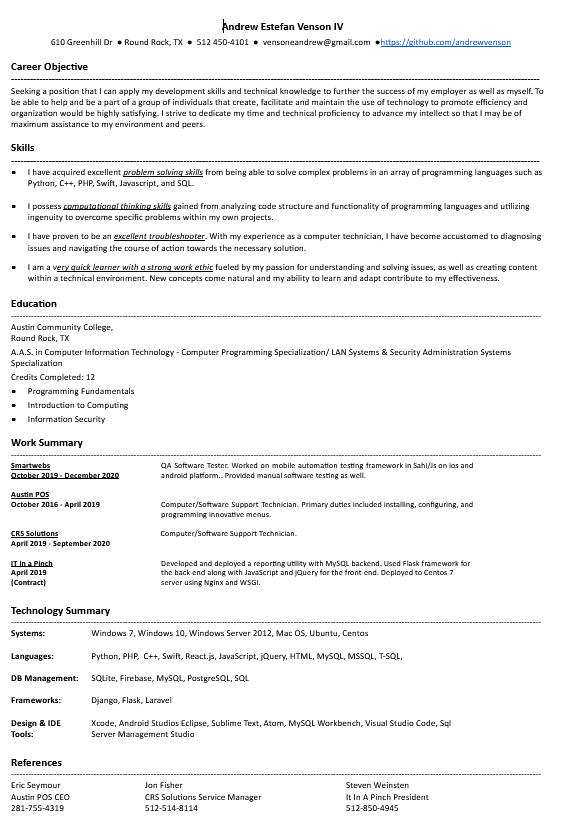 Andrew Estefan Venson IV
610 Greenhill Dr ● Round Rock, TX ● 512 450-4101 ● vensoneandrew@gmail.com ●https://github.com/andrewvenson
Career Objective
Seeking a position that I can apply my development skills and technical knowledge to further the success of my employer as well as myself. To
be able to help and be a part of a group of individuals that create, facilitate and maintain the use of technology to promote efficiency and
organization would be highly satisfying. I strive to dedicate my time and technical proficiency to advance my intellect so that I may be of
maximum assistance to my environment and peers.
Skills
• I have acquired excellent problem solving skills from being able to solve complex problems in an array of programming languages such as
Python, C++, PHP, Swift, Javascript, and SQL.
• I possess computational thinking skills gained from analyzing code structure and functionality of programming languages and utilizing
ingenuity to overcome specific problems within my own projects.
• I have proven to be an excellent troubleshooter. With my experience as a computer technician, I have become accustomed to diagnosing
issues and navigating the course of action towards the necessary solution.
• I am a very quick learner with a strong work ethic fueled by my passion for understanding and solving issues, as well as creating content
within a technical environment. New concepts come natural and my ability to learn and adapt contribute to my effectiveness.
Education
Austin Community College,
Round Rock, TX
A.A.S. in Computer Information Technology - Computer Programming Specialization/ LAN Systems & Security Administration Systems
Specialization
Credits Completed: 12
• Programming Fundamentals
• Introduction to Computing
• Information Security
Work Summary
Smartwebs QA Software Tester. Worked on mobile automation testing framework in Sahi/Js on ios and
October 2019 - December 2020 android platform.. Provided manual software testing as well.
Austin POS
October 2016 - April 2019 Computer/Software Support Technician. Primary duties included installing, configuring, and
programming innovative menus.
CRS Solutions Computer/Software Support Technician.
April 2019 - September 2020
IT in a Pinch Developed and deployed a reporting utility with MySQL backend. Used Flask framework for
April 2019 the back-end along with JavaScript and jQuery for the front end. Deployed to Centos 7
(Contract) server using Nginx and WSGI.
Technology Summary
Systems: Windows 7, Windows 10, Windows Server 2012, Mac OS, Ubuntu, Centos
Languages: Python, PHP, C++, Swift, React.js, JavaScript, jQuery, HTML, MySQL, MSSQL, T-SQL,
DB Management: SQLite, Firebase, MySQL, PostgreSQL, SQL
Frameworks: Django, Flask, Laravel
Design & IDE Xcode, Android Studios Eclipse, Sublime Text, Atom, MySQL Workbench, Visual Studio Code, Sql
Tools: Server Management Studio
References
Eric Seymour Jon Fisher Steven Weinsten
Austin POS CEO CRS Solutions Service Manager It In A Pinch President
281-755-4319 512-514-8114 512-850-4945